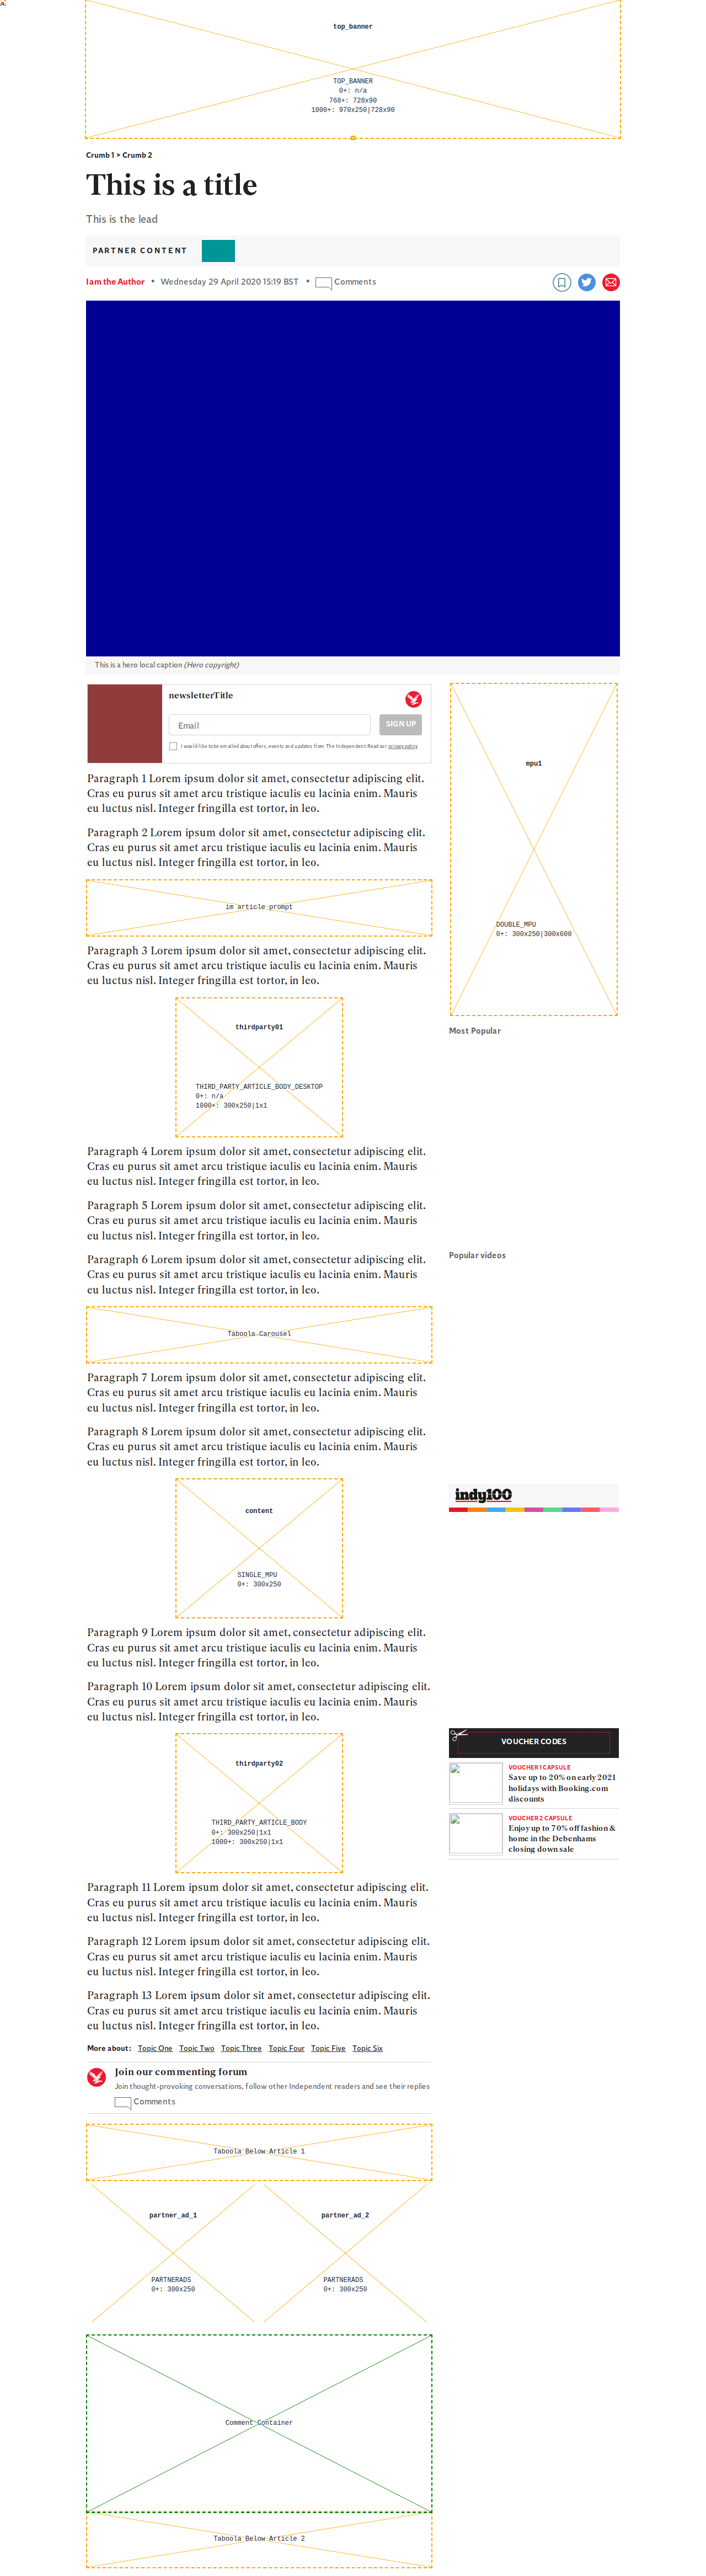 top_banner
TOP_BANNER
0+: n/a
768+: 728x90
1000+: 970x250|728x90
Crumb 1 > Crumb 2
This is a title
This is the lead
PARTNER CONTENT
I am the Author • Wednesday 29 April 2020 15:19 BST • Comments
This is a hero local caption (Hero copyright)
newsletterTitle
Email
SIGN UP
I would like to be emailed about offers, events and updates from The Independent. Read our privacy policy
Paragraph 1 Lorem ipsum dolor sit amet, consectetur adipiscing elit.
Cras eu purus sit amet arcu tristique iaculis eu lacinia enim. Mauris
eu luctus nisl. Integer fringilla est tortor, in leo.
Paragraph 2 Lorem ipsum dolor sit amet, consectetur adipiscing elit.
Cras eu purus sit amet arcu tristique iaculis eu lacinia enim. Mauris
eu luctus nisl. Integer fringilla est tortor, in leo.
im article prompt
Paragraph 3 Lorem ipsum dolor sit amet, consectetur adipiscing elit.
Cras eu purus sit amet arcu tristique iaculis eu lacinia enim. Mauris
eu luctus nisl. Integer fringilla est tortor, in leo.
thirdparty01
THIRD_PARTY_ARTICLE_BODY_DESKTOP
0+: n/a
1000+: 300x250|1x1
Paragraph 4 Lorem ipsum dolor sit amet, consectetur adipiscing elit.
Cras eu purus sit amet arcu tristique iaculis eu lacinia enim. Mauris
eu luctus nisl. Integer fringilla est tortor, in leo.
Paragraph 5 Lorem ipsum dolor sit amet, consectetur adipiscing elit.
Cras eu purus sit amet arcu tristique iaculis eu lacinia enim. Mauris
eu luctus nisl. Integer fringilla est tortor, in leo.
Paragraph 6 Lorem ipsum dolor sit amet, consectetur adipiscing elit.
Cras eu purus sit amet arcu tristique iaculis eu lacinia enim. Mauris
eu luctus nisl. Integer fringilla est tortor, in leo.
Taboola Carousel
Paragraph 7 Lorem ipsum dolor sit amet, consectetur adipiscing elit.
Cras eu purus sit amet arcu tristique iaculis eu lacinia enim. Mauris
eu luctus nisl. Integer fringilla est tortor, in leo.
Paragraph 8 Lorem ipsum dolor sit amet, consectetur adipiscing elit.
Cras eu purus sit amet arcu tristique iaculis eu lacinia enim. Mauris
eu luctus nisl. Integer fringilla est tortor, in leo.
content
SINGLE_MPU
0+: 300x250
Paragraph 9 Lorem ipsum dolor sit amet, consectetur adipiscing elit.
Cras eu purus sit amet arcu tristique iaculis eu lacinia enim. Mauris
eu luctus nisl. Integer fringilla est tortor, in leo.
Paragraph 10 Lorem ipsum dolor sit amet, consectetur adipiscing elit.
Cras eu purus sit amet arcu tristique iaculis eu lacinia enim. Mauris
eu luctus nisl. Integer fringilla est tortor, in leo.
thirdparty02
THIRD_PARTY_ARTICLE_BODY
0+: 300x250|1x1
1000+: 300x250|1x1
Paragraph 11 Lorem ipsum dolor sit amet, consectetur adipiscing elit.
Cras eu purus sit amet arcu tristique iaculis eu lacinia enim. Mauris
eu luctus nisl. Integer fringilla est tortor, in leo.
Paragraph 12 Lorem ipsum dolor sit amet, consectetur adipiscing elit.
Cras eu purus sit amet arcu tristique iaculis eu lacinia enim. Mauris
eu luctus nisl. Integer fringilla est tortor, in leo.
Paragraph 13 Lorem ipsum dolor sit amet, consectetur adipiscing elit.
Cras eu purus sit amet arcu tristique iaculis eu lacinia enim. Mauris
eu luctus nisl. Integer fringilla est tortor, in leo.
More about: Topic One Topic Two Topic Three Topic Four Topic Five Topic Six
Join our commenting forum
Join thought-provoking conversations, follow other Independent readers and see their replies
Comments
Taboola Below Article 1
partner_ad_1
PARTNERADS
0+: 300x250
partner_ad_2
PARTNERADS
0+: 300x250
Comment Container
Taboola Below Article 2
mpu1
DOUBLE_MPU
0+: 300x250|300x600
Most Popular
Popular videos
indy100
VOUCHER CODES
VOUCHER 1 CAPSULE
Save up to 20% on early 2021
holidays with Booking.com
discounts
VOUCHER 2 CAPSULE
Enjoy up to 70% off fashion &
home in the Debenhams
closing down sale